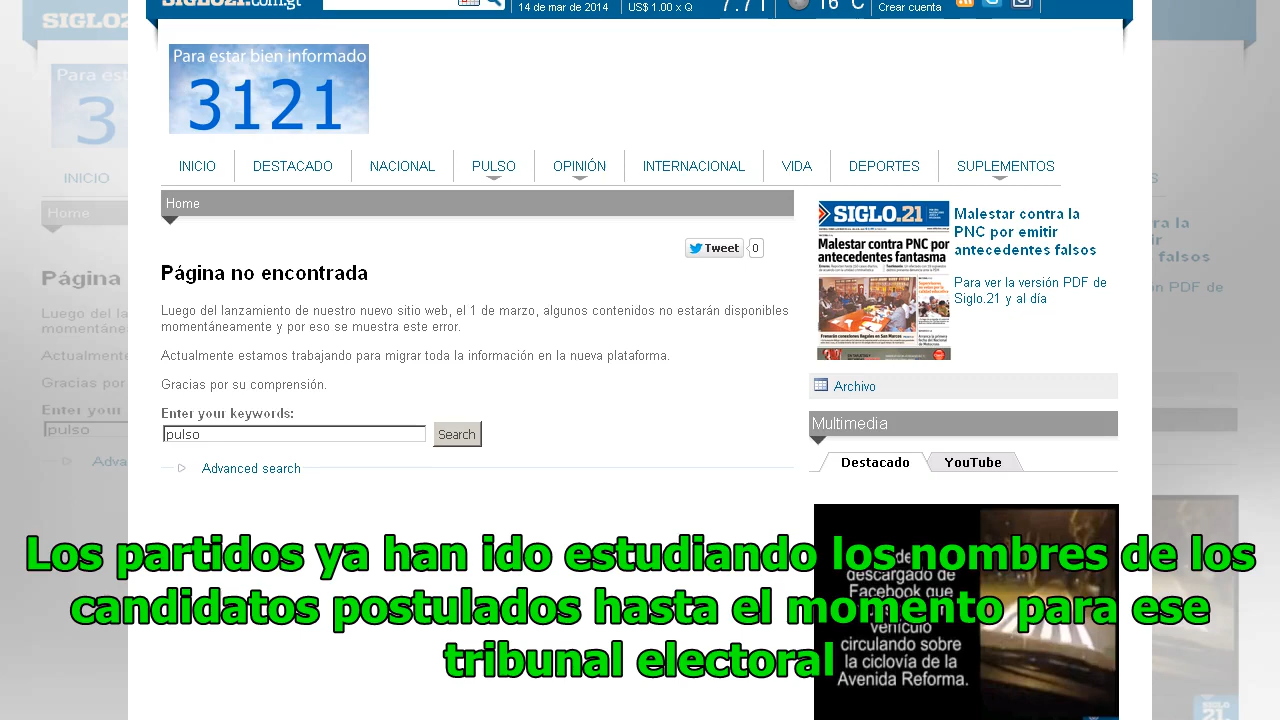 SIGLO21.com.gt
14 de mar de 2014
US$ 1.00 x Q
7.71
16° C
Crear cuenta
Para estar bien informado
3121
INICIO
DESTACADO
NACIONAL
PULSO
OPINIÓN
INTERNACIONAL
VIDA
DEPORTES
SUPLEMENTOS
Home
Tweet
0
Página no encontrada
Luego del lanzamiento de nuestro nuevo sitio web, el 1 de marzo, algunos contenidos no estarán disponibles
momentáneamente y podría ser se muestre este error.
Actualmente estamos trabajando para migrar toda la información en la nueva plataforma.
Gracias por su comprensión.
Enter your keywords:
pulso
Search
Advanced search
SIGLO.21
Malestar contra PNC por
antecedentes fantasma
Malestar contra la
PNC por emitir
antecedentes falsos
Para ver la versión PDF de
Siglo.21 y al día
Archivo
Multimedia
Destacado
YouTube
descargado de
Facebook que
vehículo
circulando sobre
la ciclovía de la
Avenida Reforma.
Los partidos ya han ido estudiando los nombres de los
candidatos postulados hasta el momento para ese
tribunal electoral